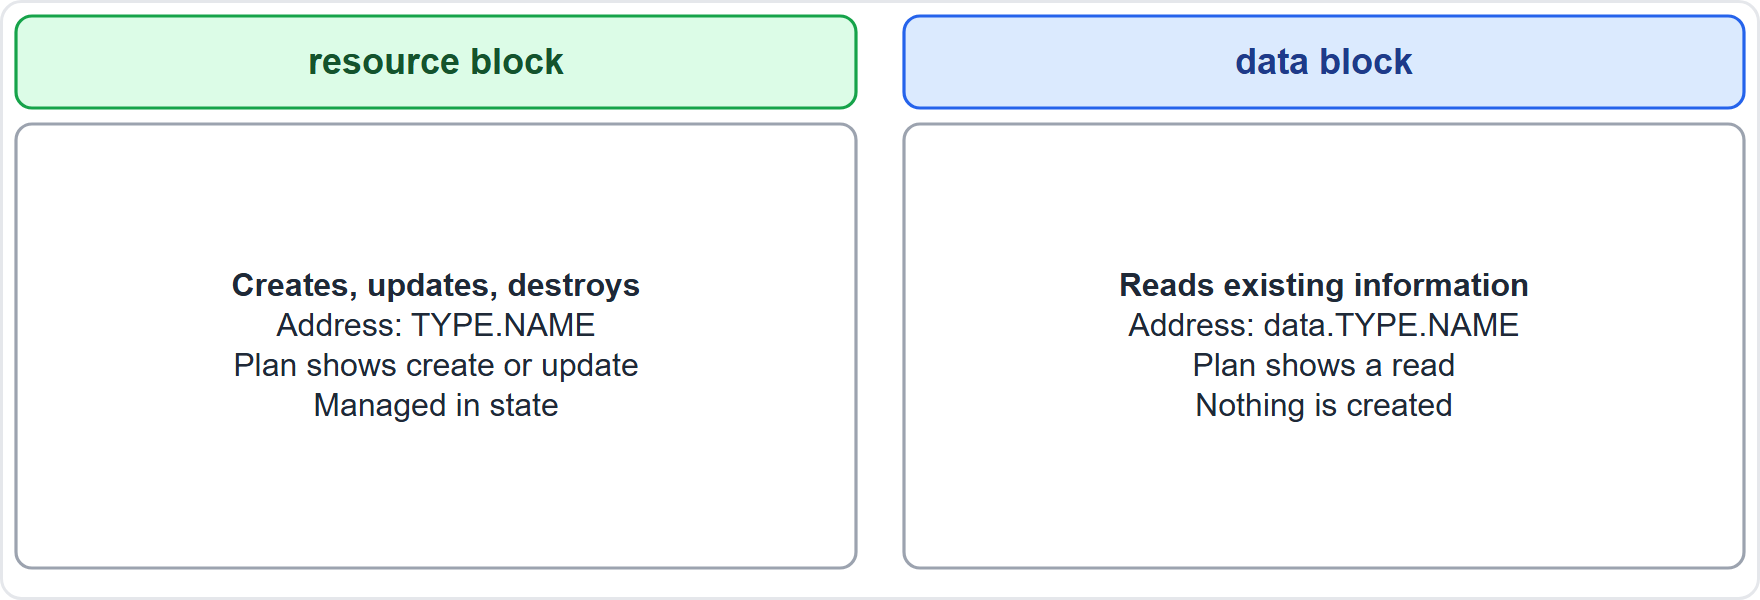 resource block
Creates, updates, destroys
Address: TYPE.NAME
Plan shows create or update
Managed in state
data block
Reads existing information
Address: data.TYPE.NAME
Plan shows a read
Nothing is created